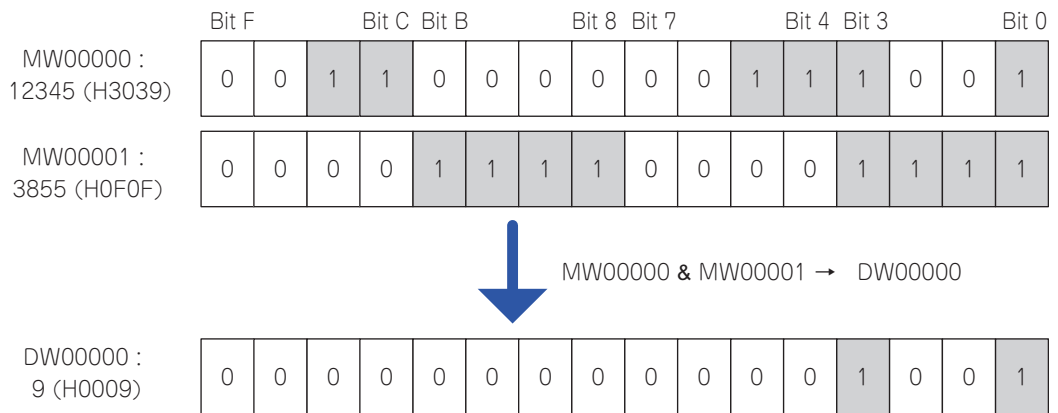 Bit F Bit C Bit B Bit 8 Bit 7 Bit 4 Bit 3 Bit 0
MW00000 :
12345 (H3039)
0 0 1 1 0 0 0 0 0 0 1 1 1 0 0 1
MW00001 :
3855 (H0F0F)
0 0 0 0 1 1 1 1 0 0 0 0 1 1 1 1
MW00000 & MW00001 → DW00000
DW00000 :
9 (H0009)
0 0 0 0 0 0 0 0 0 0 0 0 1 0 0 1